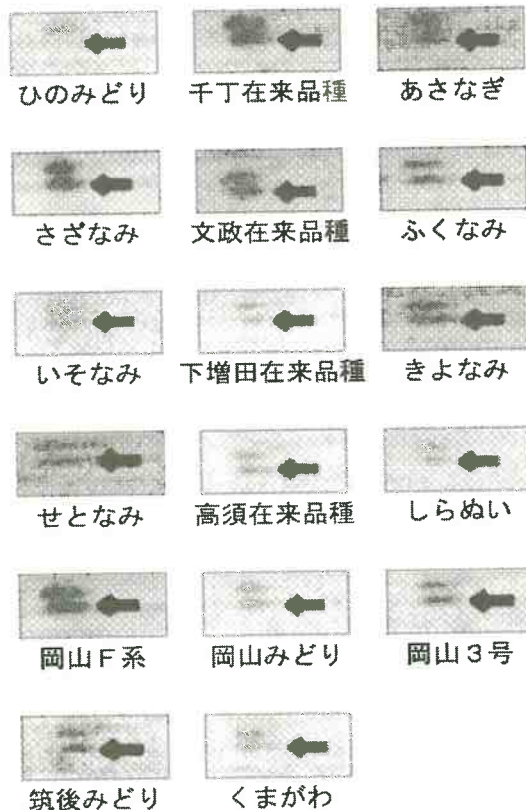 ひのみどり 千丁在来品種 あさなぎ
さざなみ 文政在来品種 ふくなみ
いそなみ 下増田在来品種 きよなみ
せとなみ 高須在来品種 しらぬい
岡山F系 岡山みどり 岡山3号
筑後みどり くまがわ